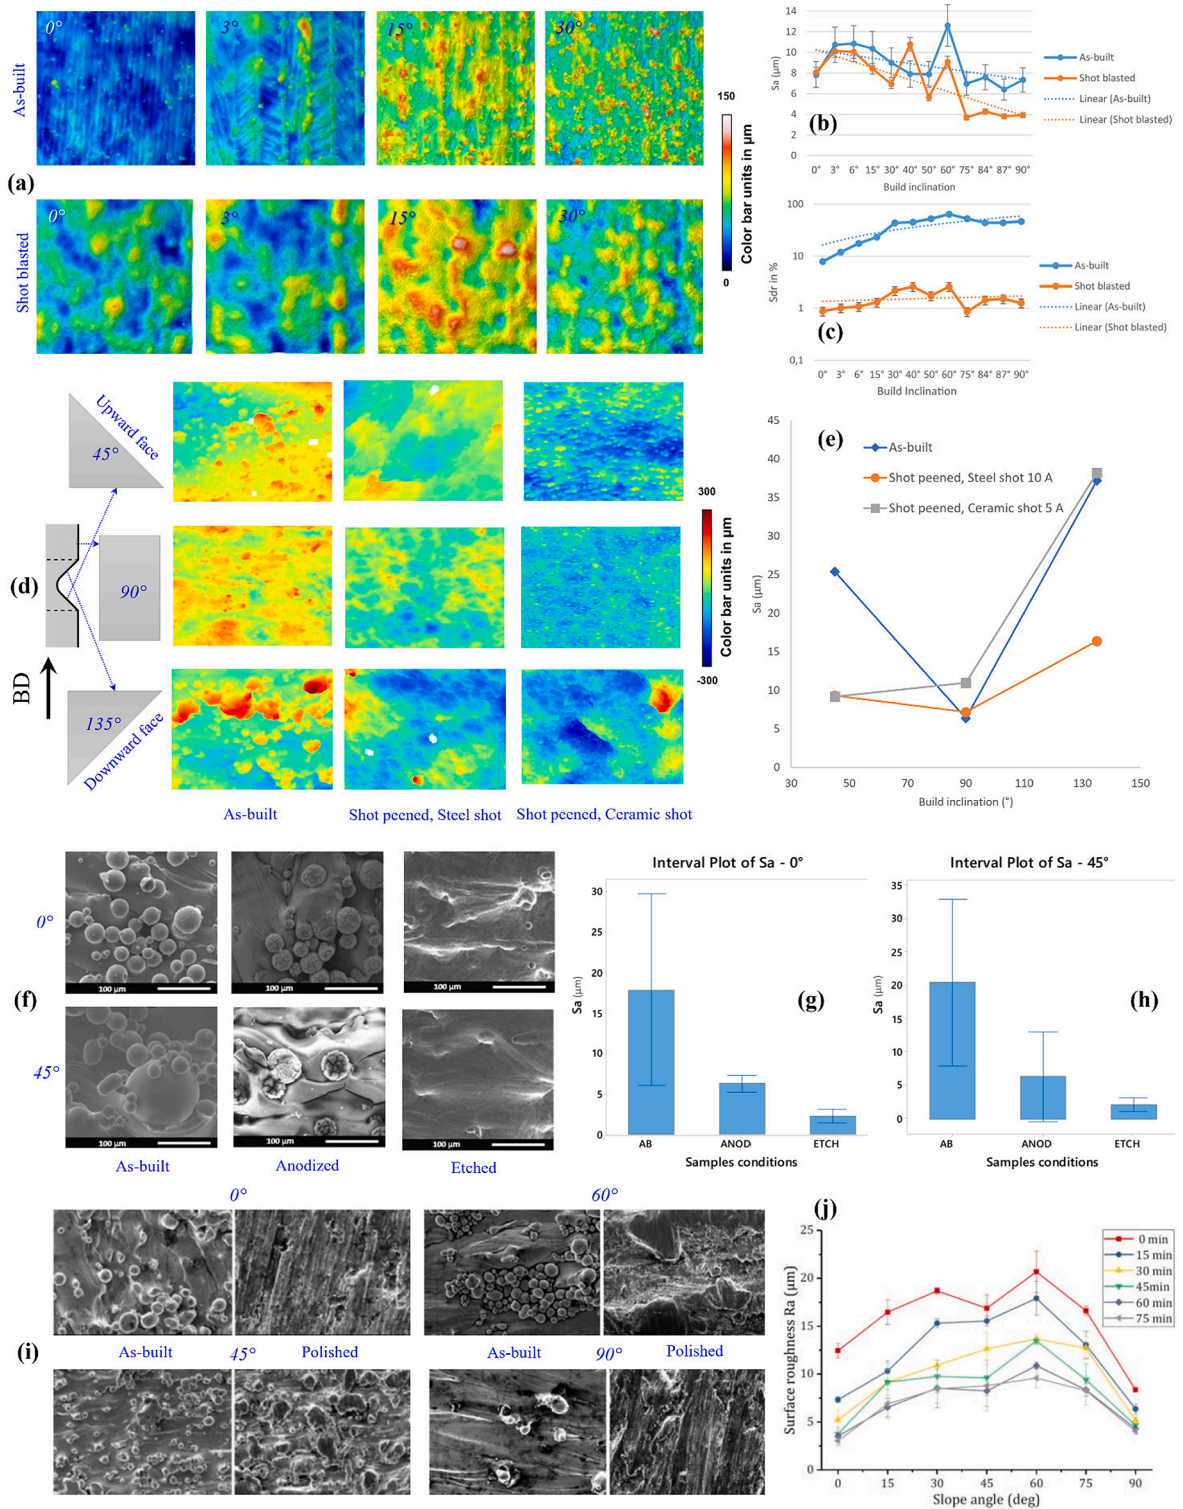 0°
3°
15°
30°
As-built
(a)
0°
3°
15°
30°
Shot blasted
150
Color bar units in µm
0
14
12
10
8
6
4
2
0
Sa (µm)
(b)
0° 3° 6° 15° 30° 40° 50° 60° 75° 84° 87° 90°
Build inclination
As-built
Shot blasted
Linear (As-built)
Linear (Shot blasted)
100
10
1
0,1
Sdr in %
(c)
0° 3° 6° 15° 30° 40° 50° 60° 75° 84° 87° 90°
Build Inclination
As-built
Shot blasted
Linear (As-built)
Linear (Shot blasted)
(d)
Upward face
45°
90°
BD
135°
Downward face
300
Color bar units in µm
-300
As-built
Shot peened, Steel shot
Shot peened, Ceramic shot
(e)
As-built
Shot peened, Steel shot 10 A
Shot peened, Ceramic shot 5 A
45
40
35
30
25
20
15
10
5
0
Sa (µm)
30 50 70 90 110 130 150
Build inclination (°)
0°
100 µm
100 µm
100 µm
(f)
45°
100 µm
100 µm
100 µm
As-built
Anodized
Etched
Interval Plot of Sa - 0°
30
25
20
15
10
5
0
Sa (µm)
(g)
AB ANOD ETCH
Samples conditions
Interval Plot of Sa - 45°
35
30
25
20
15
10
5
0
Sa (µm)
(h)
AB ANOD ETCH
Samples conditions
0°
60°
(i)
As-built
45°
Polished
As-built
90°
Polished
(j)
25
20
15
10
5
0
Surface roughness Ra (µm)
0 min
15 min
30 min
45min
60 min
75 min
0 15 30 45 60 75 90
Slope angle (deg)